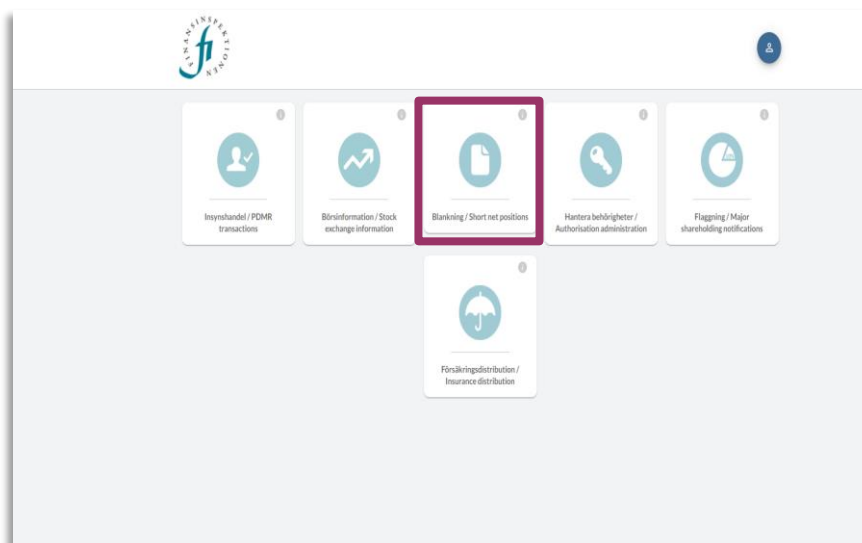 FINANSINSPEKTIONEN
fi
Insynshandel / PDMR
transactions
Börsinformation / Stock
exchange information
Blankning / Short net positions
Hantera behörigheter /
Authorisation administration
Flaggning / Major
shareholding notifications
Försäkringsdistribution /
Insurance distribution